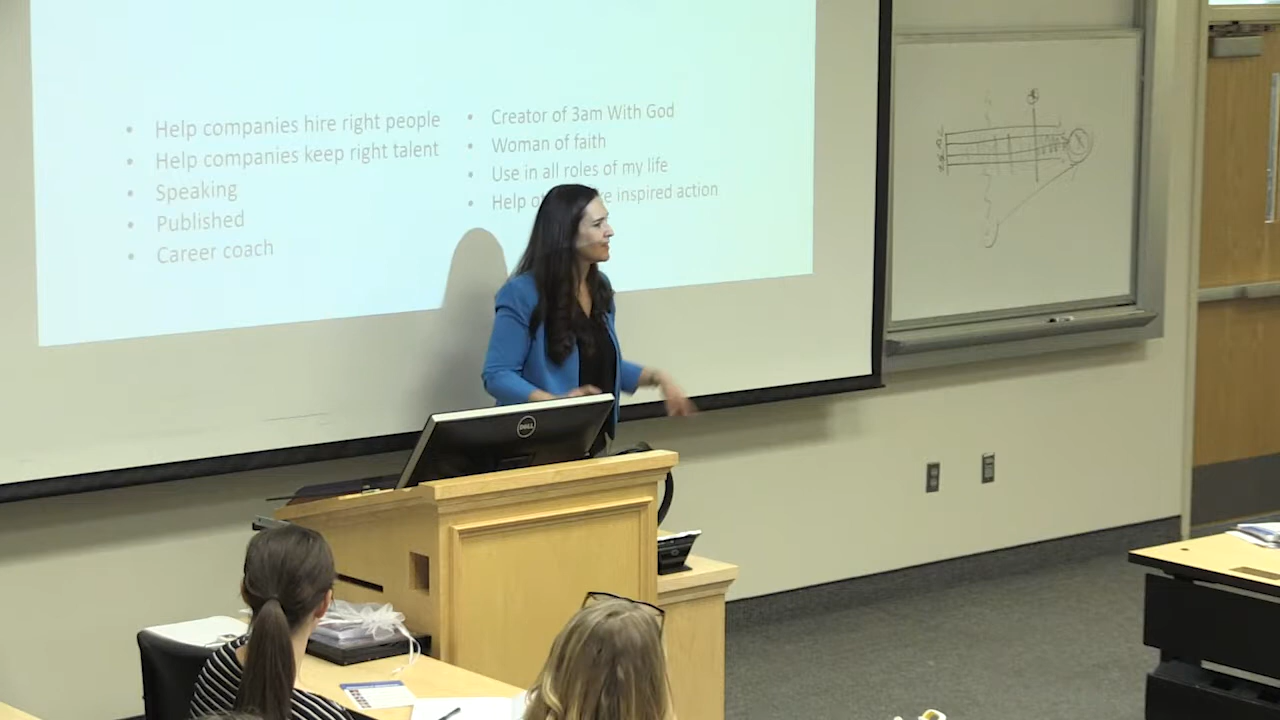 • Help companies hire right people
• Help companies keep right talent
• Speaking
• Published
• Career coach
• Creator of 3am With God
• Woman of faith
• Use in all roles of my life
• Help inspired action
DELL